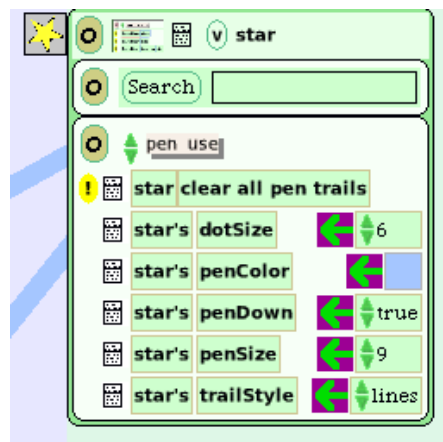 v star
Search
pen use
! star clear all pen trails
star's dotSize 6
star's penColor
star's penDown true
star's penSize 9
star's trailStyle lines